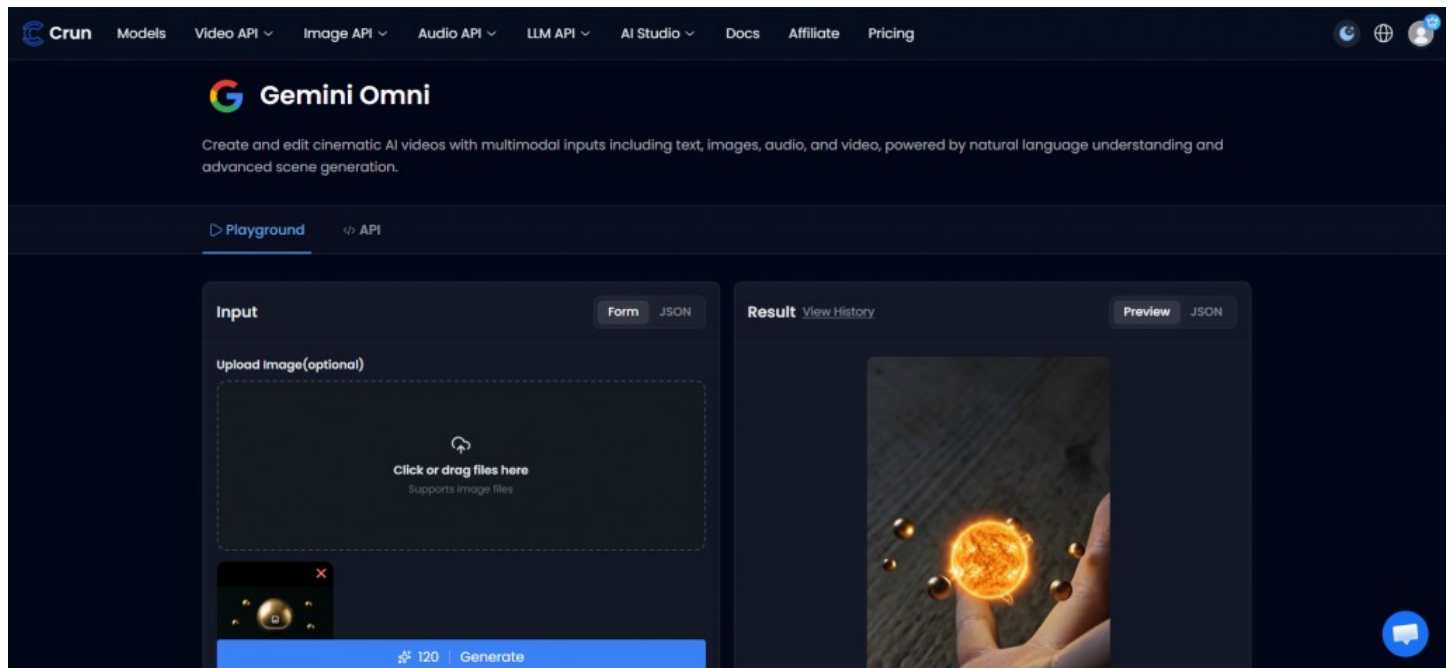 Crun Models Video API Image API Audio API LLM API AI Studio Docs Affiliate Pricing
Gemini Omni
Create and edit cinematic AI videos with multimodal inputs including text, images, audio, and video, powered by natural language understanding and
advanced scene generation.
Playground </> API
Input Form JSON
Result View History Preview JSON
Upload Image(optional)
Click or drag files here
Supports image files
120 | Generate